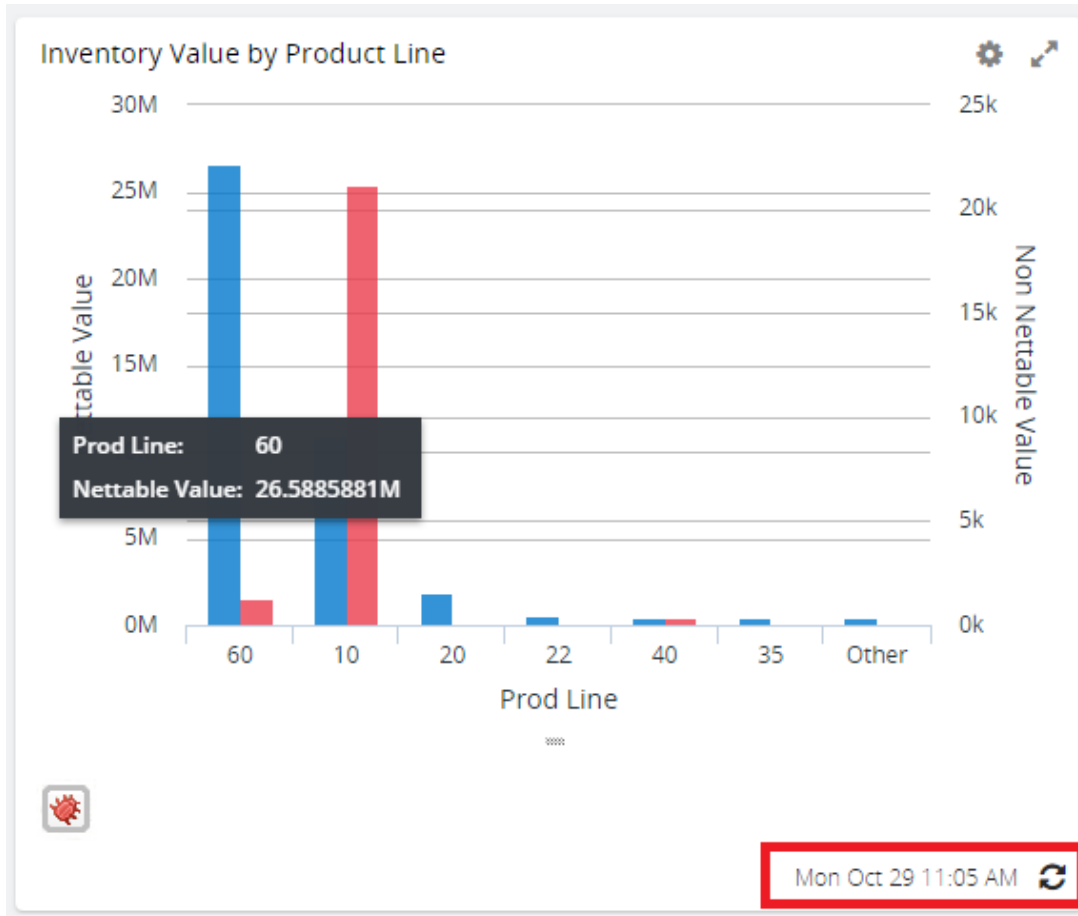 Inventory Value by Product Line
30M
25M
20M
15M
5M
0M
ttable Value
Prod Line: 60
Nettable Value: 26.5885881M
25k
20k
15k
10k
5k
0k
Non Nettable Value
60 10 20 22 40 35 Other
Prod Line
Mon Oct 29 11:05 AM